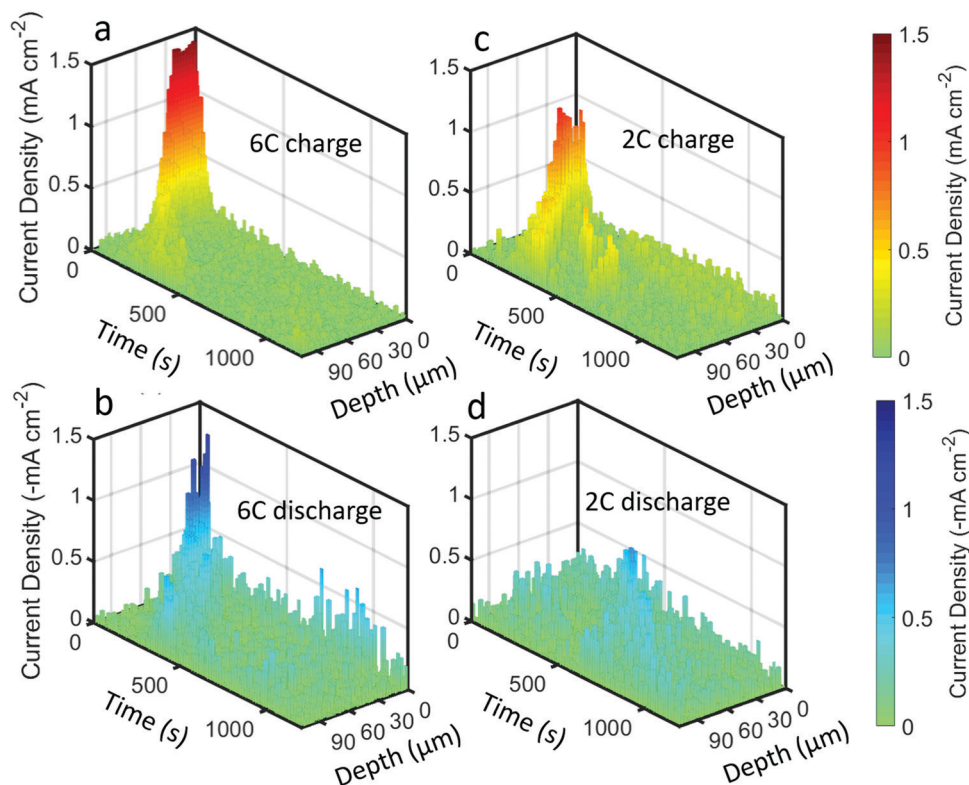 a
6C charge
Current Density (mA cm⁻²)
1.5
1
0.5
0
0
500
1000
Time (s)
90 60 30 0
Depth (μm)
c
2C charge
1.5
1
0.5
0
0
500
1000
Time (s)
90 60 30 0
Depth (μm)
1.5
1
0.5
0
Current Density (mA cm⁻²)
b
6C discharge
Current Density (-mA cm⁻²)
1.5
1
0.5
0
0
500
1000
Time (s)
90 60 30 0
Depth (μm)
d
2C discharge
1.5
1
0.5
0
0
500
1000
Time (s)
90 60 30 0
Depth (μm)
1.5
1
0.5
0
Current Density (-mA cm⁻²)